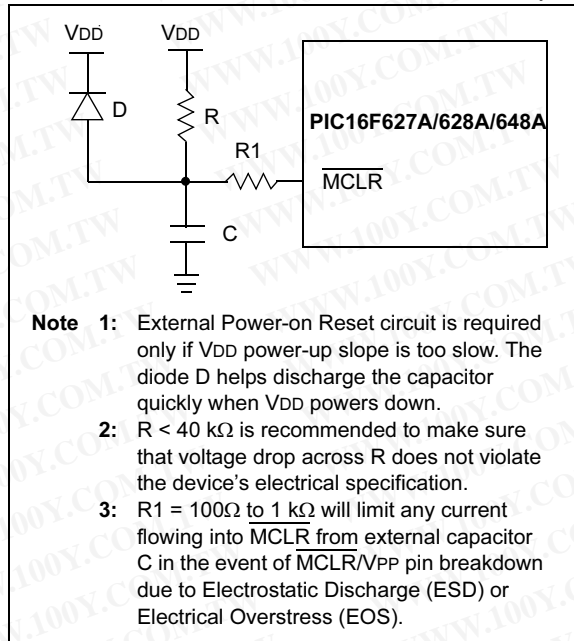 VDD VDD
D
R
PIC16F627A/628A/648A
R1
MCLR
C
Note 1: External Power-on Reset circuit is required
only if VDD power-up slope is too slow. The
diode D helps discharge the capacitor
quickly when VDD powers down.
2: R < 40 kΩ is recommended to make sure
that voltage drop across R does not violate
the device's electrical specification.
3: R1 = 100Ω to 1 kΩ will limit any current
flowing into MCLR from external capacitor
C in the event of MCLR/VPP pin breakdown
due to Electrostatic Discharge (ESD) or
Electrical Overstress (EOS).
WWW.100Y.COM.TW